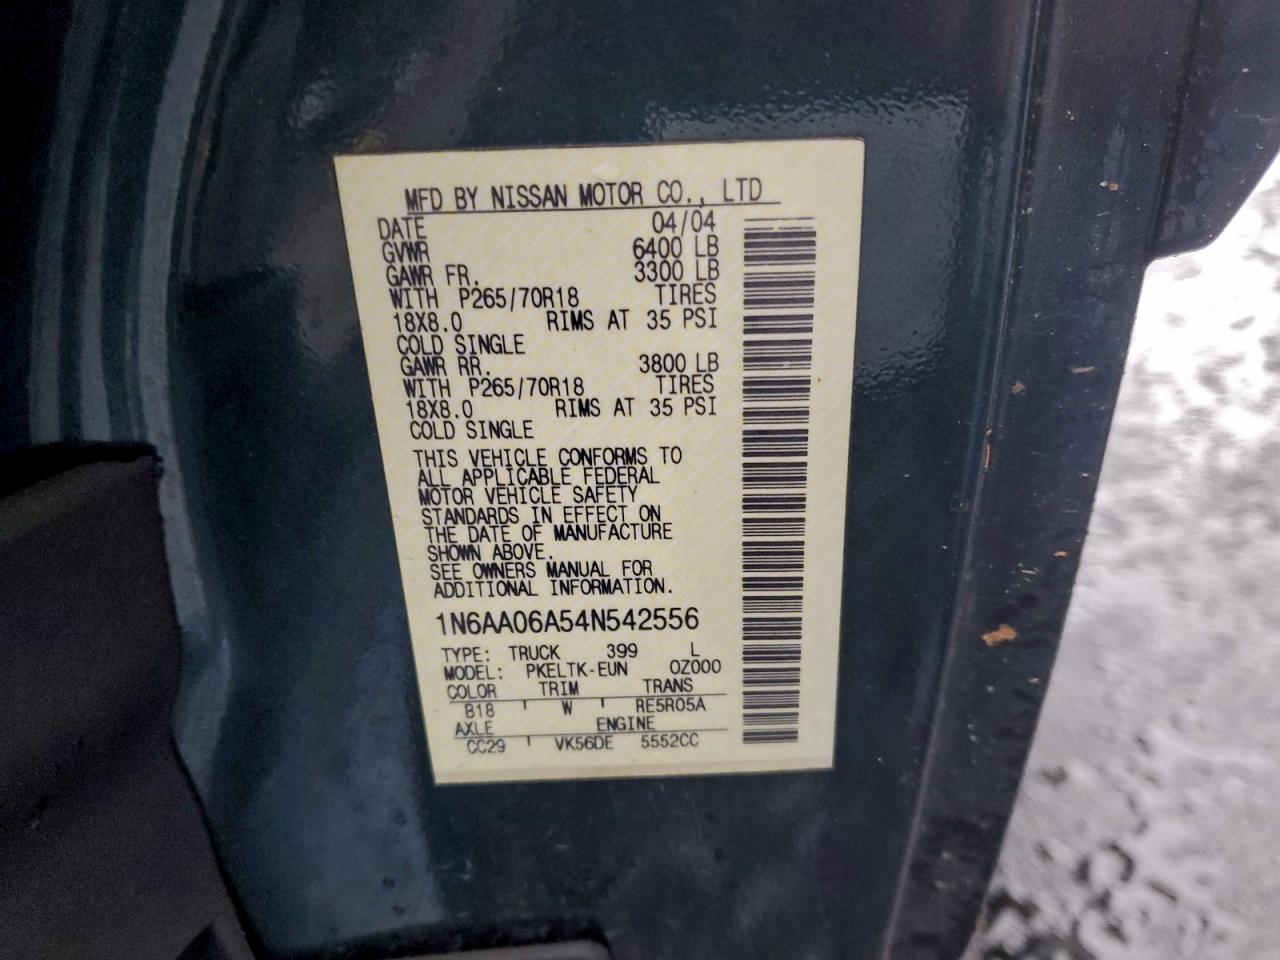 MFD BY NISSAN MOTOR CO., LTD
DATE 04/04
GVWR 6400 LB
GAWR FR. 3300 LB
WITH P265/70R18 TIRES
18X8.0 RIMS AT 35 PSI
COLD SINGLE
GAWR RR. 3800 LB
WITH P265/70R18 TIRES
18X8.0 RIMS AT 35 PSI
COLD SINGLE
THIS VEHICLE CONFORMS TO
ALL APPLICABLE FEDERAL
MOTOR VEHICLE SAFETY
STANDARDS IN EFFECT ON
THE DATE OF MANUFACTURE
SHOWN ABOVE.
SEE OWNERS MANUAL FOR
ADDITIONAL INFORMATION.
1N6AA06A54N542556
TYPE: TRUCK 399 L
MODEL: PKELTK-EUN 0Z000
COLOR TRIM TRANS
B18 ' W ' RE5R05A
AXLE ENGINE
CC29 ' VK56DE 5552CC